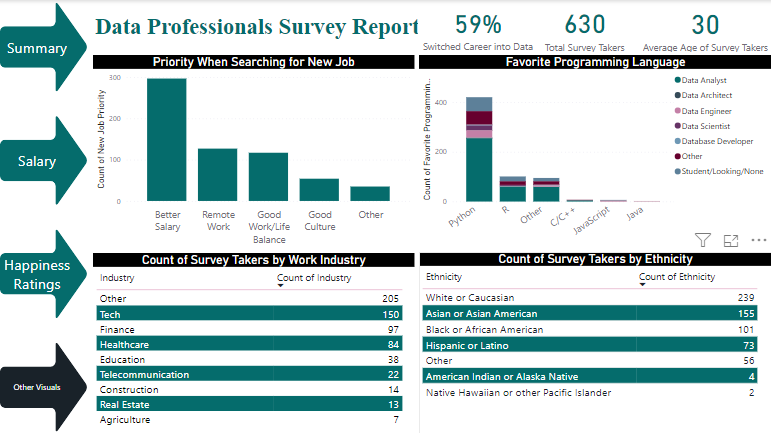 Data Professionals Survey Report
59%
Switched Career into Data
630
Total Survey Takers
30
Average Age of Survey Takers
Summary
Salary
Happiness
Ratings
Other Visuals
Priority When Searching for New Job
Count of New Job Priority
300
200
100
0
Better
Salary
Remote
Work
Good
Work/Life
Balance
Good
Culture
Other
Favorite Programming Language
Count of Favorite Programmin...
400
200
0
Python
R
Other
C/C++
JavaScript
Java
Data Analyst
Data Architect
Data Engineer
Data Scientist
Database Developer
Other
Student/Looking/None
Count of Survey Takers by Work Industry
Industry Count of Industry
Other 205
Tech 150
Finance 97
Healthcare 84
Education 38
Telecommunication 22
Construction 14
Real Estate 13
Agriculture 7
Count of Survey Takers by Ethnicity
Ethnicity Count of Ethnicity
White or Caucasian 239
Asian or Asian American 155
Black or African American 101
Hispanic or Latino 73
Other 56
American Indian or Alaska Native 4
Native Hawaiian or other Pacific Islander 2